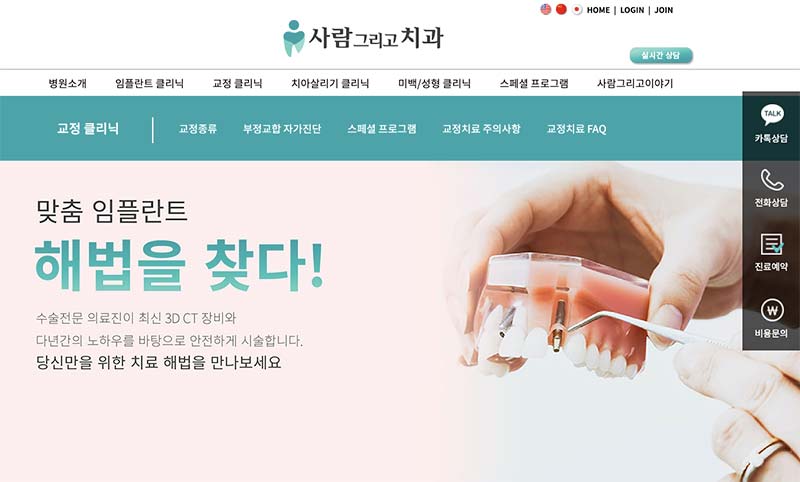 HOME | LOGIN | JOIN
사람그리고치과
실시간 상담
병원소개 임플란트 클리닉 교정 클리닉 치아살리기 클리닉 미백/성형 클리닉 스페셜 프로그램 사람그리고이야기
교정 클리닉 교정종류 부정교합 자가진단 스페셜 프로그램 교정치료 주의사항 교정치료 FAQ
TALK
카톡상담
전화상담
진료예약
₩
비용문의
맞춤 임플란트
해법을 찾다!
수술전문 의료진이 최신 3D CT 장비와
다년간의 노하우를 바탕으로 안전하게 시술합니다.
당신만을 위한 치료 해법을 만나보세요